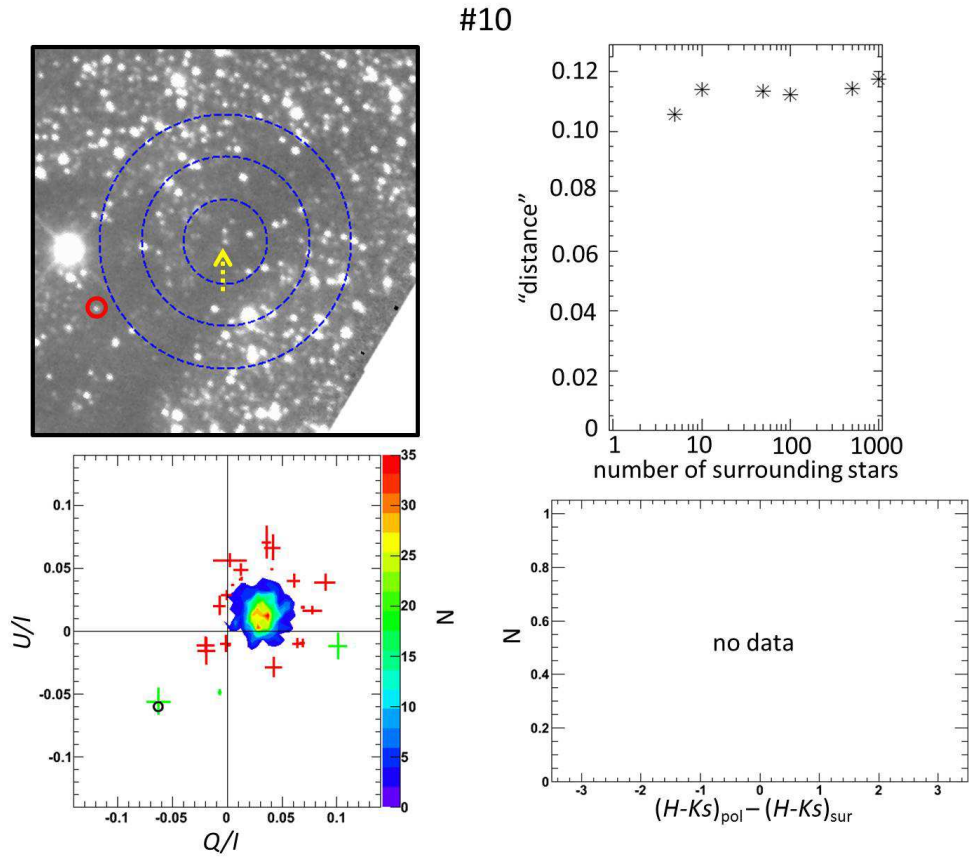 #10
"distance"
0.12
0.10
0.08
0.06
0.04
0.02
0
1 10 100 1000
number of surrounding stars
U/I
0.1
0.05
0
-0.05
-0.1
-0.1 -0.05 0 0.05 0.1
Q/I
35
30
25
20
15
10
5
0
N
N
1
0.8
0.6
0.4
0.2
0
no data
-3 -2 -1 0 1 2 3
(H-Ks)pol − (H-Ks)sur